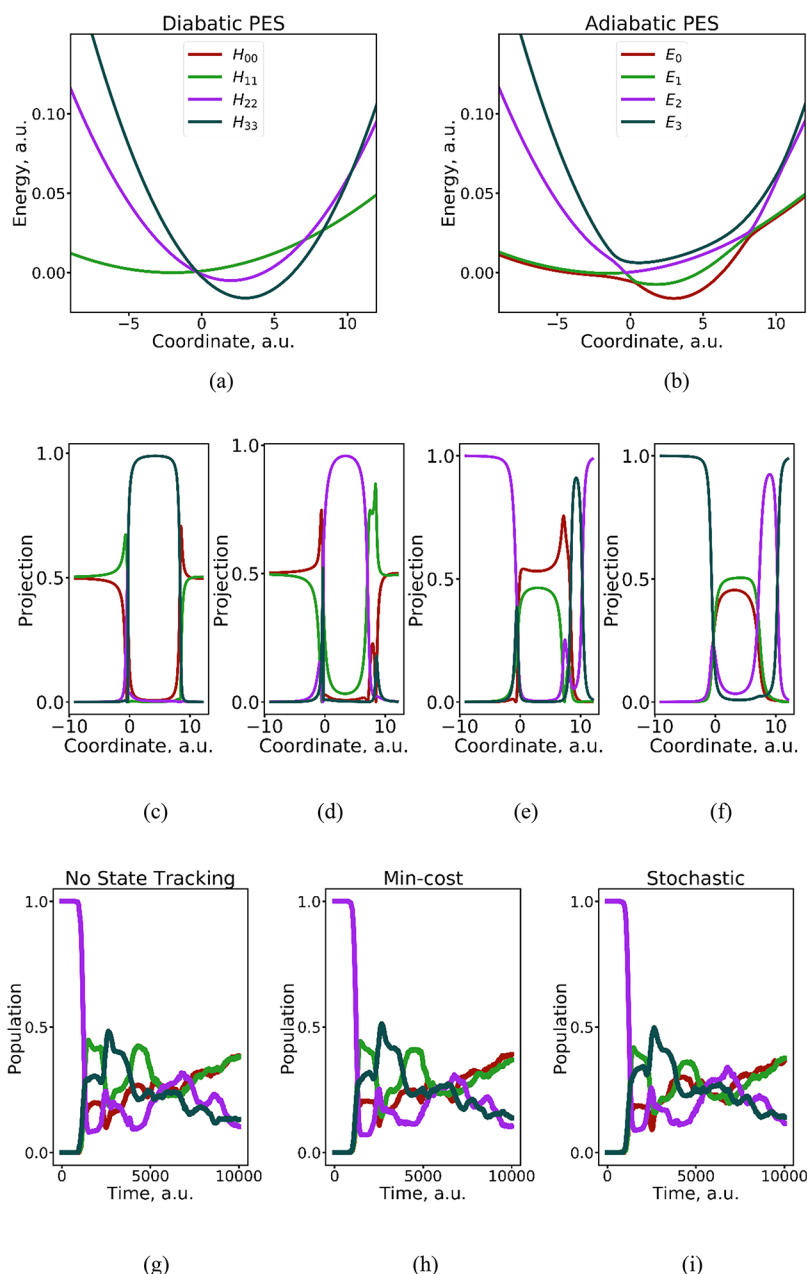 Diabatic PES
Adiabatic PES
H00
H11
H22
H33
E0
E1
E2
E3
Energy, a.u.
0.10
0.05
0.00
−5 0 5 10
Coordinate, a.u.
Energy, a.u.
0.10
0.05
0.00
−5 0 5 10
Coordinate, a.u.
(a) (b)
Projection
1.0
0.5
0.0
−10 0 10
Coordinate, a.u.
Projection
1.0
0.5
0.0
−10 0 10
Coordinate, a.u.
Projection
1.0
0.5
0.0
−10 0 10
Coordinate, a.u.
Projection
1.0
0.5
0.0
−10 0 10
Coordinate, a.u.
(c) (d) (e) (f)
No State Tracking
Min-cost
Stochastic
Population
1.0
0.5
0.0
0 5000 10000
Time, a.u.
Population
1.0
0.5
0.0
0 5000 10000
Time, a.u.
Population
1.0
0.5
0.0
0 5000 10000
Time, a.u.
(g) (h) (i)